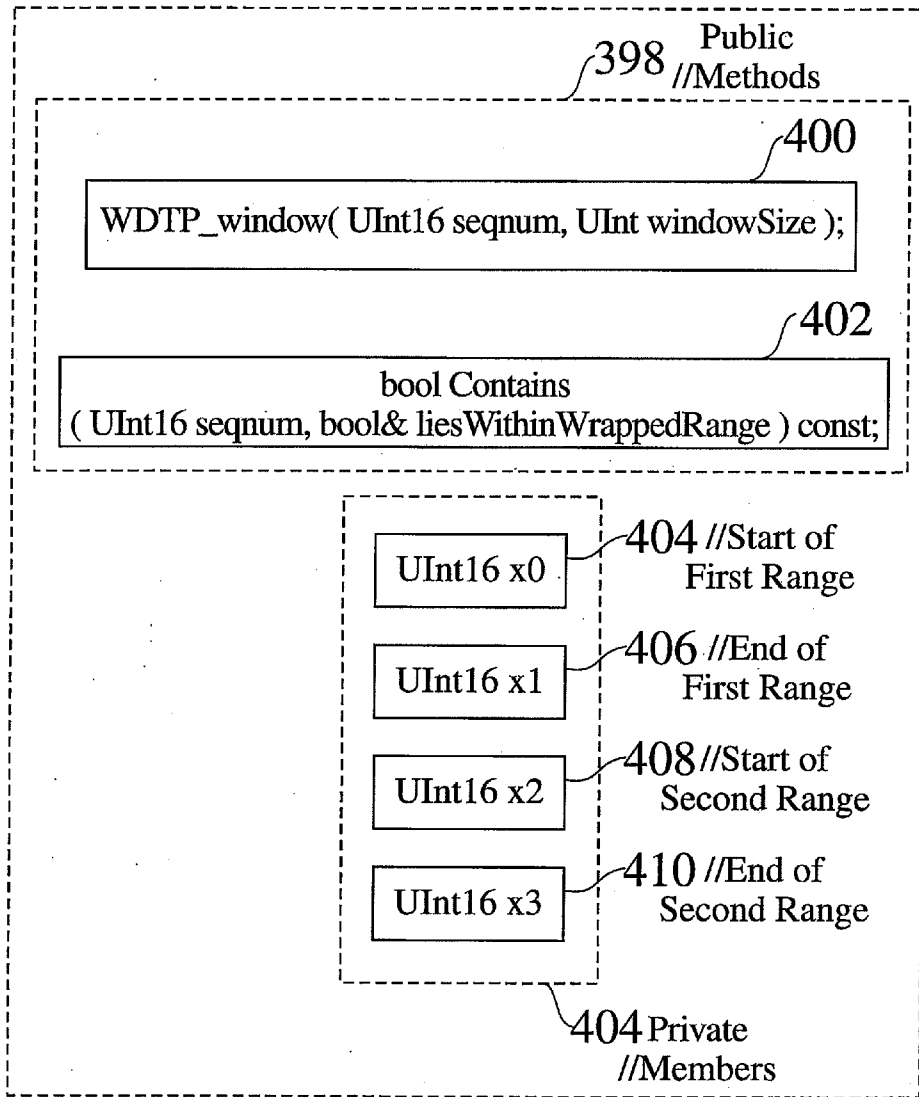 398 Public
//Methods
400
WDTP_window( UInt16 seqnum, UInt windowSize );
402
bool Contains
( UInt16 seqnum, bool& liesWithinWrappedRange ) const;
UInt16 x0
404 //Start of
First Range
UInt16 x1
406 //End of
First Range
UInt16 x2
408 //Start of
Second Range
UInt16 x3
410 //End of
Second Range
404 Private
//Members